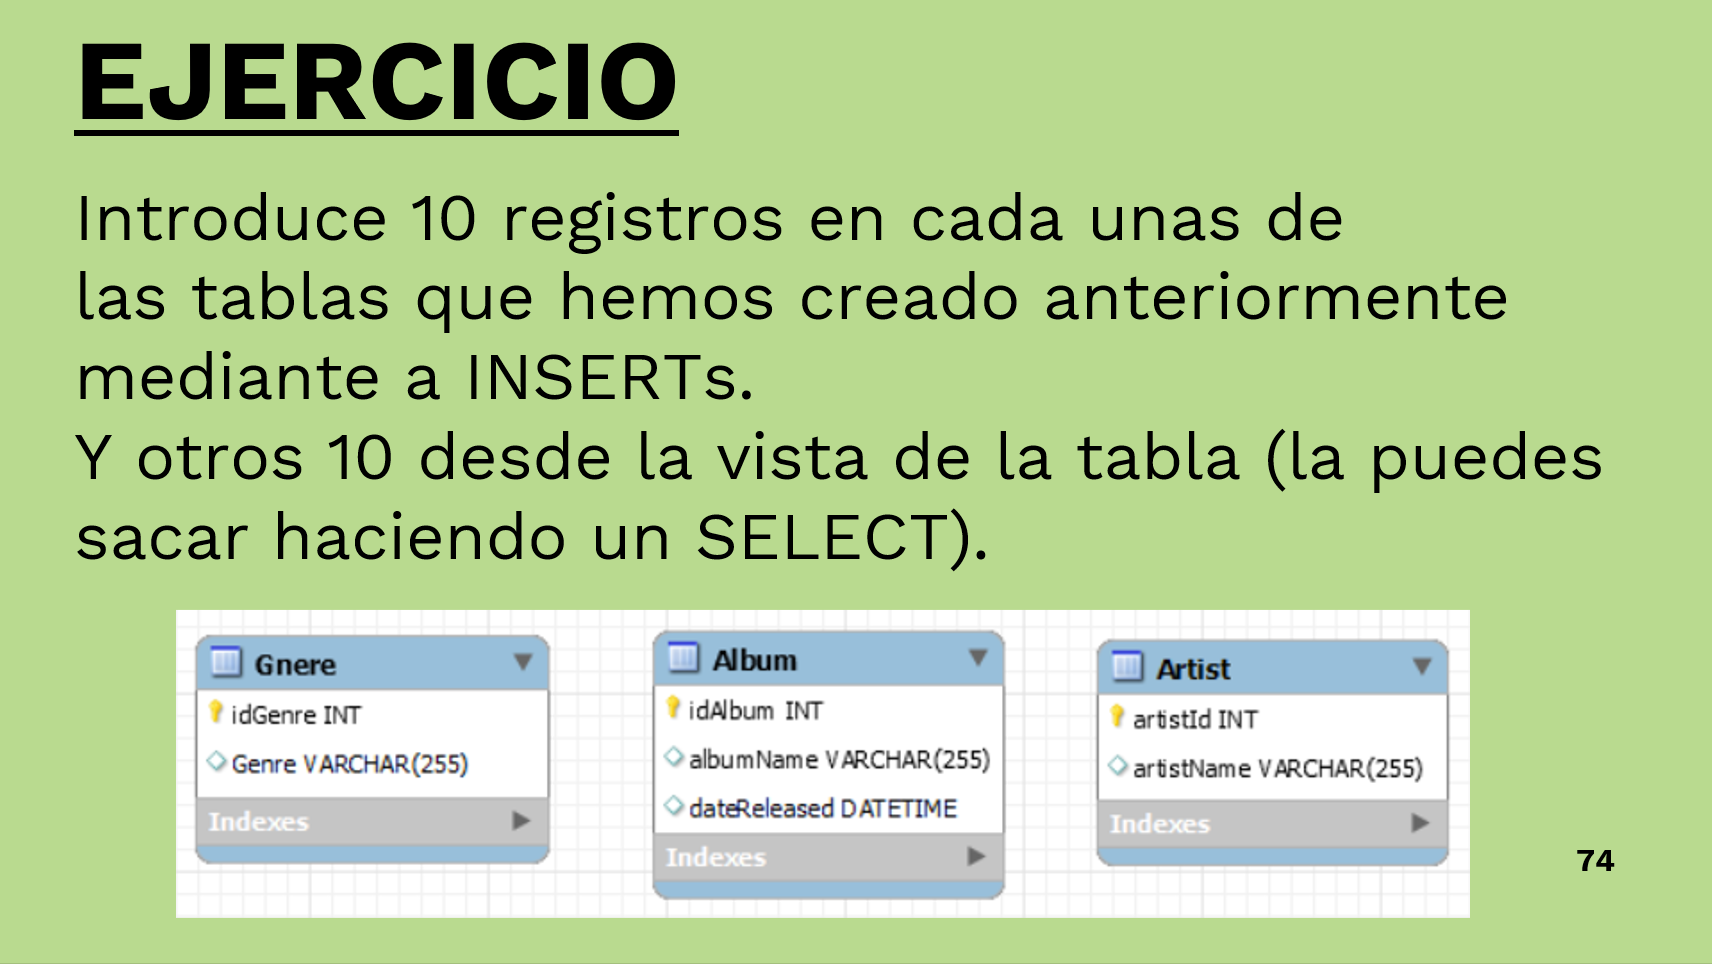 EJERCICIO
Introduce 10 registros en cada unas de
las tablas que hemos creado anteriormente
mediante a INSERTs.
Y otros 10 desde la vista de la tabla (la puedes
sacar haciendo un SELECT).
Gnere
idGenre INT
Genre VARCHAR(255)
Indexes
Album
idAlbum INT
albumName VARCHAR(255)
dateReleased DATETIME
Indexes
Artist
artistId INT
artistName VARCHAR(255)
Indexes
74